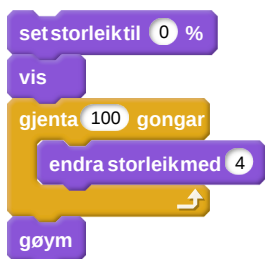 set storleik til 0 %
vis
gjenta 100 gongar
endra storleik med 4
gøym